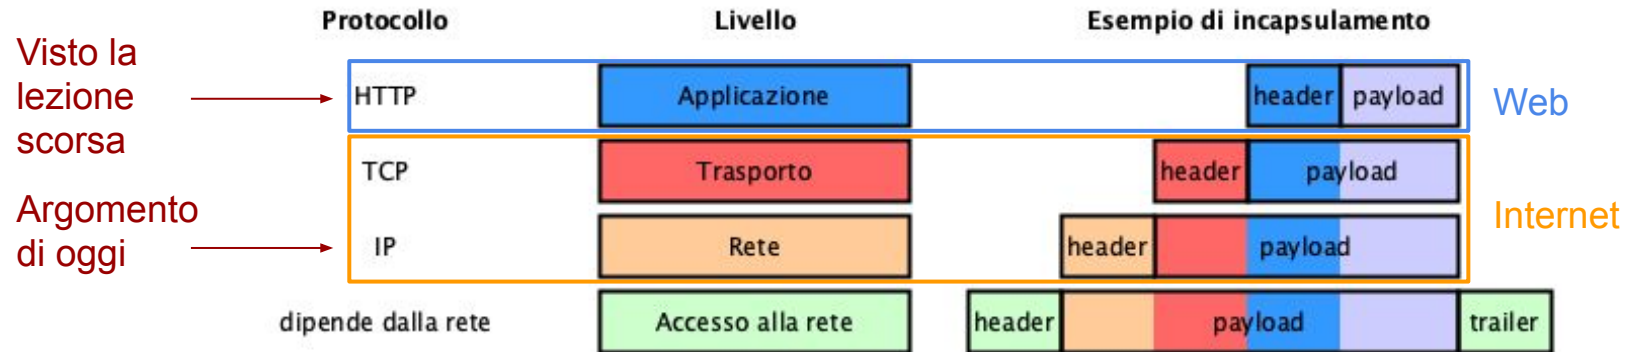 Protocollo Livello Esempio di incapsulamento
Visto la
lezione
scorsa
HTTP Applicazione header payload Web
TCP Trasporto header payload
Argomento
di oggi
IP Rete header payload
Internet
dipende dalla rete Accesso alla rete header payload trailer